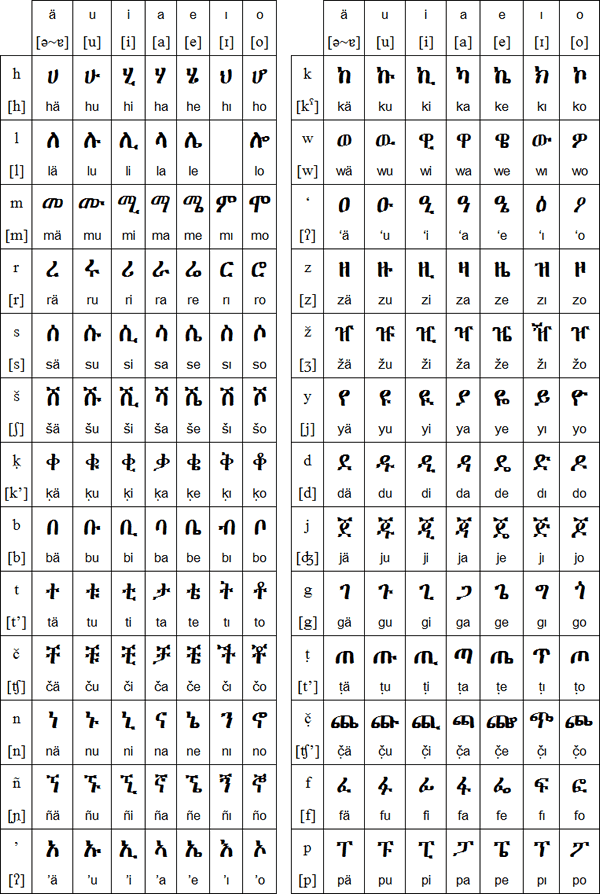 ä u i a e ı o
[ə~ɐ] [u] [i] [a] [e] [ɪ] [o]
h ሀ ሁ ሂ ሃ ሄ ህ ሆ
[h] hä hu hi ha he hı ho
l ለ ሉ ሊ ላ ሌ ሎ
[l] lä lu li la le lo
m መ ሙ ሚ ማ ሜ ም ሞ
[m] mä mu mi ma me mı mo
r ረ ሩ ሪ ራ ሬ ር ሮ
[r] rä ru ri ra re rı ro
s ሰ ሱ ሲ ሳ ሴ ስ ሶ
[s] sä su si sa se sı so
š ሸ ሹ ሺ ሻ ሼ ሽ ሾ
[ʃ] šä šu ši ša še šı šo
ḳ ቀ ቁ ቂ ቃ ቄ ቅ ቆ
[k’] ḳä ḳu ḳi ḳa ḳe ḳı ḳo
b በ ቡ ቢ ባ ቤ ብ ቦ
[b] bä bu bi ba be bı bo
t ተ ቱ ቲ ታ ቴ ት ቶ
[t’] tä tu ti ta te tı to
č ቸ ቹ ቺ ቻ ቼ ች ቾ
[ʧ] čä ču či ča če čı čo
n ነ ኑ ኒ ና ኔ ን ኖ
[n] nä nu ni na ne nı no
ñ ኘ ኙ ኚ ኛ ኜ ኝ ኞ
[ɲ] ñä ñu ñi ña ñe ñı ño
’ አ ኡ ኢ ኣ ኤ እ ኦ
[ʔ] ’ä ’u ’i ’a ’e ’ı ’o
ä u i a e ı o
[ə~ɐ] [u] [i] [a] [e] [ɪ] [o]
k ከ ኩ ኪ ካ ኬ ክ ኮ
[kˤ] kä ku ki ka ke kı ko
w ወ ዉ ዊ ዋ ዌ ው ዎ
[w] wä wu wi wa we wı wo
‘ ዐ ዑ ዒ ዓ ዔ ዕ ዖ
[ʔ] ‘ä ‘u ‘i ‘a ‘e ‘ı ‘o
z ዘ ዙ ዚ ዛ ዜ ዝ ዞ
[z] zä zu zi za ze zı zo
ž ዠ ዡ ዢ ዣ ዤ ዥ ዦ
[ʒ] žä žu ži ža že žı žo
y የ ዩ ዪ ያ ዬ ይ ዮ
[j] yä yu yi ya ye yı yo
d ደ ዱ ዲ ዳ ዴ ድ ዶ
[d] dä du di da de dı do
j ጀ ጁ ጂ ጃ ጄ ጅ ጆ
[ʤ] jä ju ji ja je jı jo
g ገ ጉ ጊ ጋ ጌ ግ ጎ
[g] gä gu gi ga ge gı go
ṭ ጠ ጡ ጢ ጣ ጤ ጥ ጦ
[t’] ṭä ṭu ṭi ṭa ṭe ṭı ṭo
č̣ ጨ ጩ ጪ ጫ ጬ ጭ ጮ
[ʧ’] č̣ä č̣u č̣i č̣a č̣e č̣ı č̣o
f ፈ ፉ ፊ ፋ ፌ ፍ ፎ
[f] fä fu fi fa fe fı fo
p ፐ ፑ ፒ ፓ ፔ ፕ ፖ
[p] pä pu pi pa pe pı po